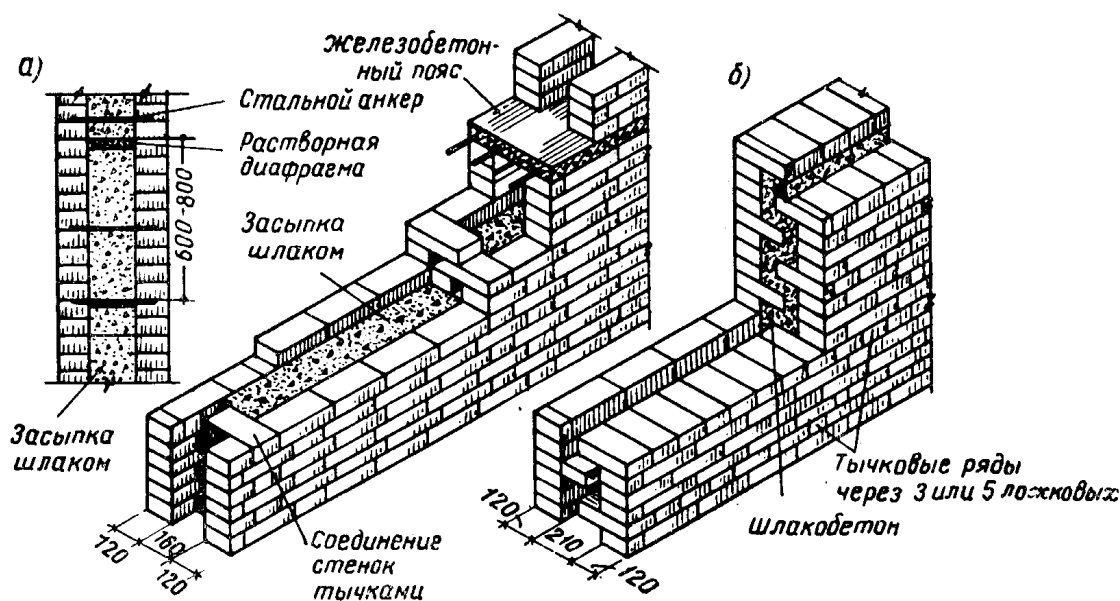 а)
Железобетон-
ный пояс
Стальной анкер
Растворная
диафрагма
600-800
Засыпка
шлаком
Засыпка
шлаком
120
160
120
Соединение
стенок
тычками
б)
Тычковые ряды
через 3 или 5 ложковых
Шлакобетон
120
210
120